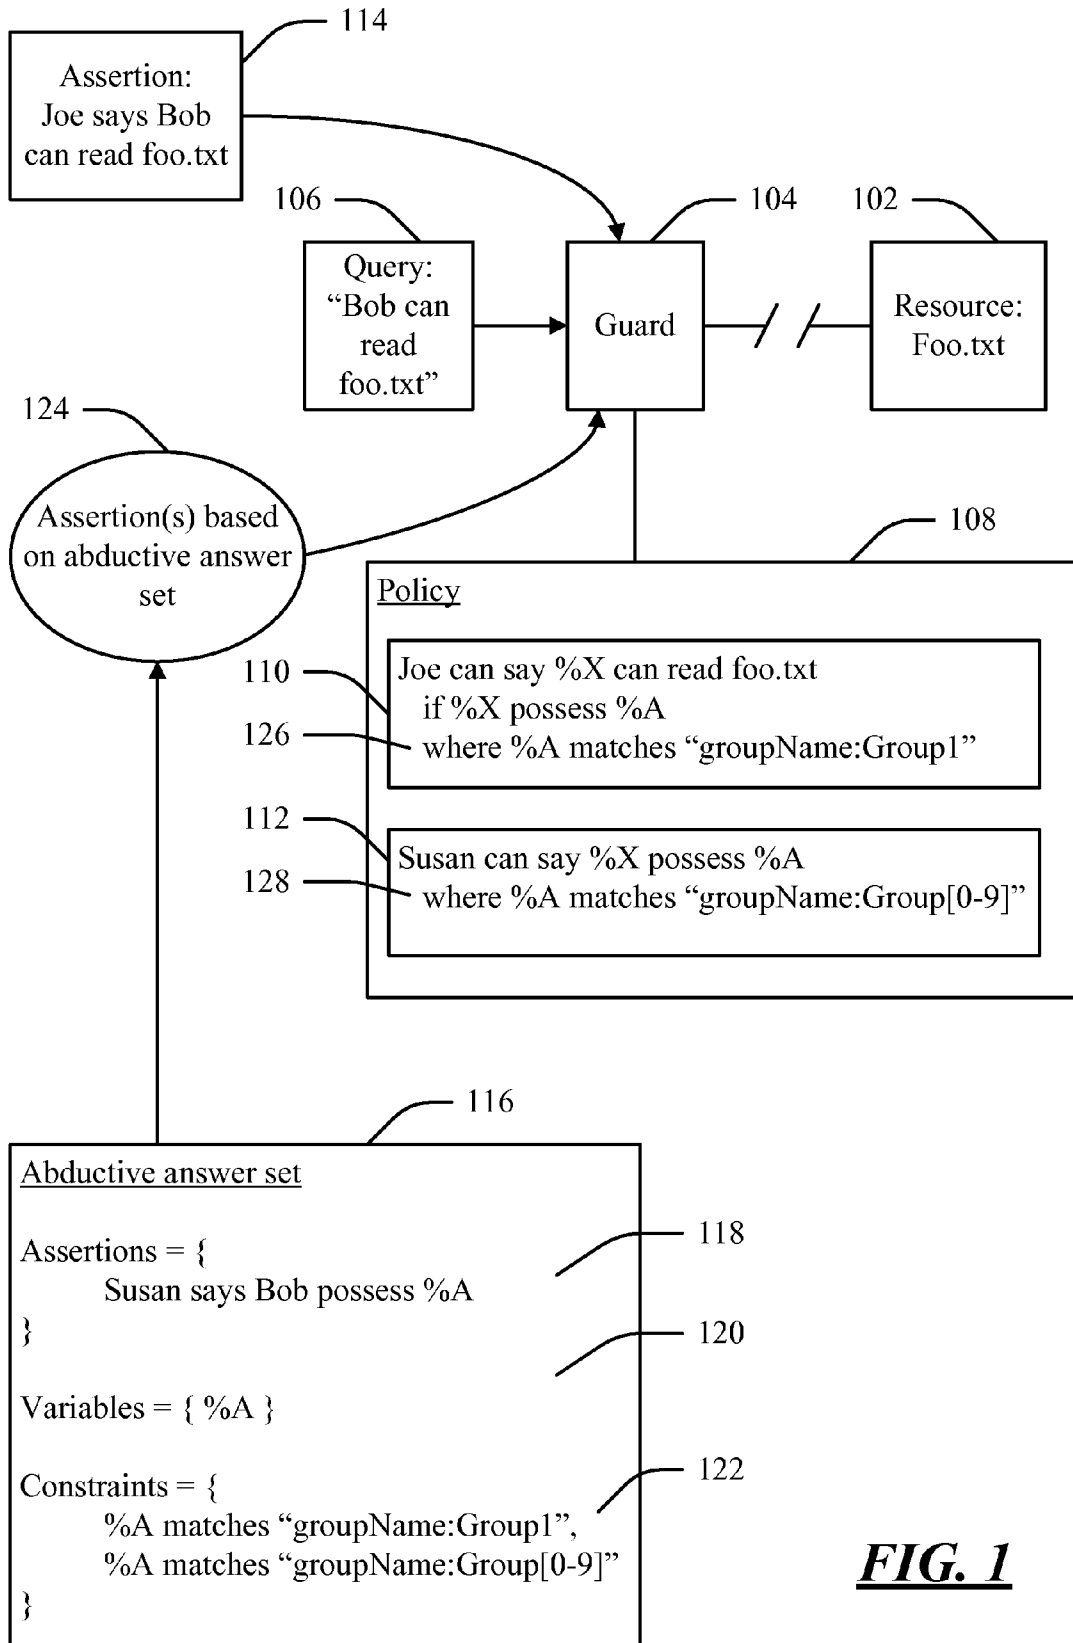 114
Assertion:
Joe says Bob
can read foo.txt
106
104
102
Query:
“Bob can
read
foo.txt”
Guard
Resource:
Foo.txt
124
Assertion(s) based
on abductive answer
set
108
Policy
110
Joe can say %X can read foo.txt
if %X possess %A
126
where %A matches “groupName:Group1”
112
Susan can say %X possess %A
128
where %A matches “groupName:Group[0-9]”
116
Abductive answer set
118
Assertions = {
Susan says Bob possess %A
}
120
Variables = { %A }
122
Constraints = {
%A matches “groupName:Group1”,
%A matches “groupName:Group[0-9]”
}
FIG. 1